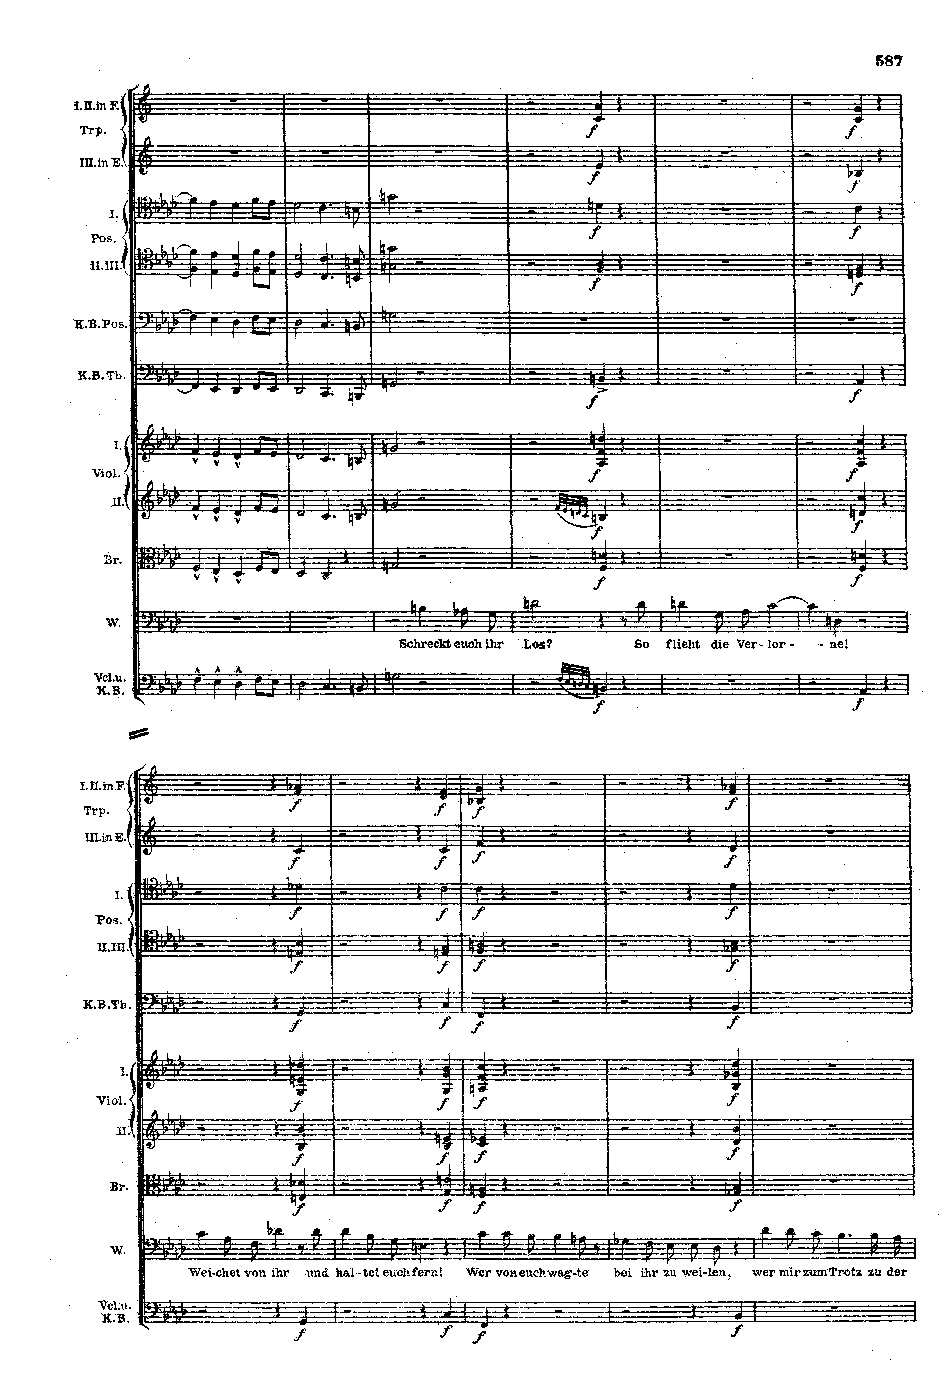 587
I.II.in F.
Trp.
III.in E.
I.
Pos.
II.III.
K.B.Pos.
K.B.Tb.
I.
Viol.
II.
Br.
W.
Schreckt euch ihr Los? So flieht die Ver-lor- - ne!
Vcl.u.
K.B.
I.II.in F.
Trp.
III.in E.
I.
Pos.
II.III.
K.B.Tb.
I.
Viol.
II.
Br.
W.
Wei-chet von ihr und hal-tet euch fern! Wer von euch wag-te bei ihr zu wei-len, wer mir zum Trotz zu der
Vcl.u.
K.B.